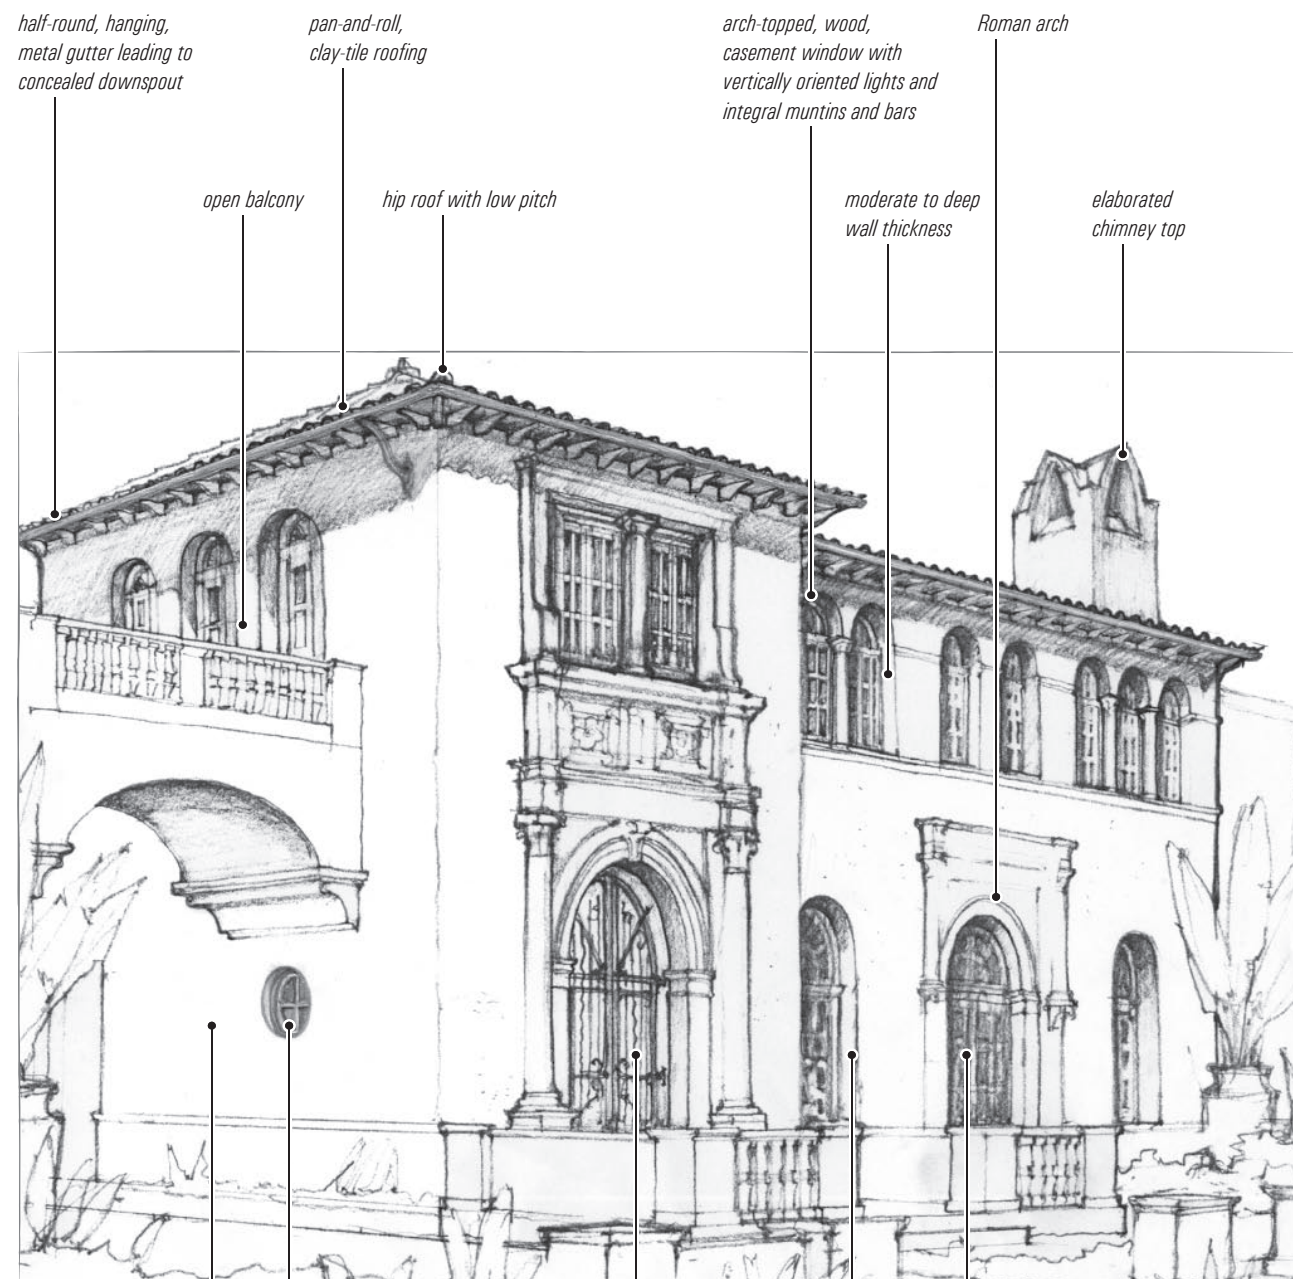 half-round, hanging,
metal gutter leading to
concealed downspout
pan-and-roll,
clay-tile roofing
arch-topped, wood,
casement window with
vertically oriented lights and
integral muntins and bars
Roman arch
open balcony
hip roof with low pitch
moderate to deep
wall thickness
elaborated
chimney top